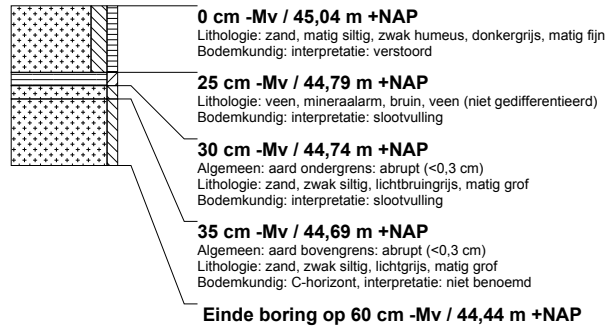 0 cm -Mv / 45,04 m +NAP
Lithologie: zand, matig siltig, zwak humeus, donkergrijs, matig fijn
Bodemkundig: interpretatie: verstoord
25 cm -Mv / 44,79 m +NAP
Lithologie: veen, mineraalarm, bruin, veen (niet gedifferentieerd)
Bodemkundig: interpretatie: slootvulling
30 cm -Mv / 44,74 m +NAP
Algemeen: aard ondergrens: abrupt (<0,3 cm)
Lithologie: zand, zwak siltig, lichtbruingrijs, matig grof
Bodemkundig: interpretatie: slootvulling
35 cm -Mv / 44,69 m +NAP
Algemeen: aard bovengrens: abrupt (<0,3 cm)
Lithologie: zand, zwak siltig, lichtgrijs, matig grof
Bodemkundig: C-horizont, interpretatie: niet benoemd
Einde boring op 60 cm -Mv / 44,44 m +NAP